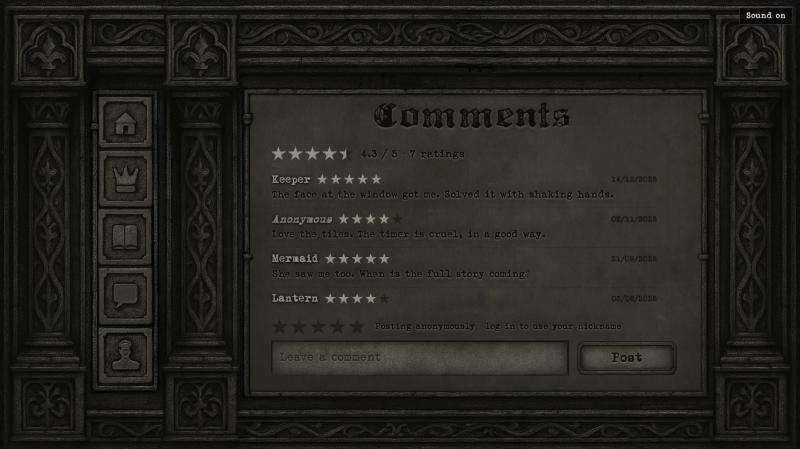 Sound on
Comments
4.3 / 5 7 ratings
Keeper 14/12/2025
The face at the window got me. Solved it with shaking hands.
Anonymous 02/11/2025
Love the tiles. The timer is cruel, in a good way.
Mermaid 21/09/2025
She saw me too. When is the full story coming?
Lantern 03/08/2025
Posting anonymously log in to use your nickname
Leave a comment
Post